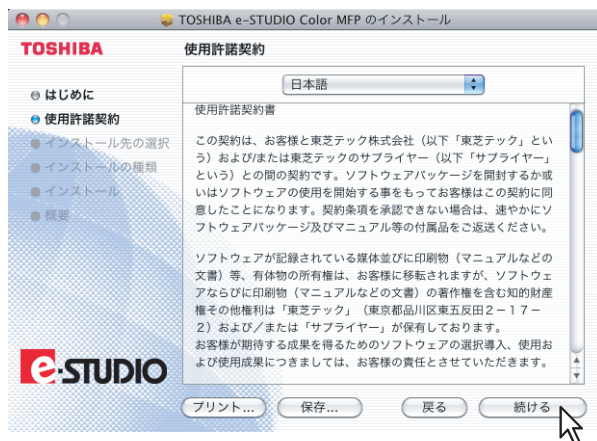 TOSHIBA e-STUDIO Color MFP のインストール
TOSHIBA
使用許諾契約
はじめに
使用許諾契約
インストール先の選択
インストールの種類
インストール
概要
日本語
使用許諾契約書
この契約は、お客様と東芝テック株式会社（以下「東芝テック」とい
う）および/または東芝テックのサプライヤー（以下「サプライヤー」
という）との間の契約です。ソフトウェアパッケージを開封するか或
いはソフトウェアの使用を開始する事をもってお客様はこの契約に同
意したことになります。契約条項を承認できない場合は、速やかにソ
フトウェアパッケージ及びマニュアル等の付属品をご返送ください。
ソフトウェアが記録されている媒体並びに印刷物（マニュアルなどの
文書）等、有体物の所有権は、お客様に移転されますが、ソフトウェ
アならびに印刷物（マニュアルなどの文書）の著作権を含む知的財産
権その他権利は「東芝テック」（東京都品川区東五反田２－１７－
２）および／または「サプライヤー」が保有しております。
お客様が期待する成果を得るためのソフトウェアの選択導入、使用お
よび使用成果につきましては、お客様の責任とさせていただきます。
e-STUDIO
プリント...
保存...
戻る
続ける